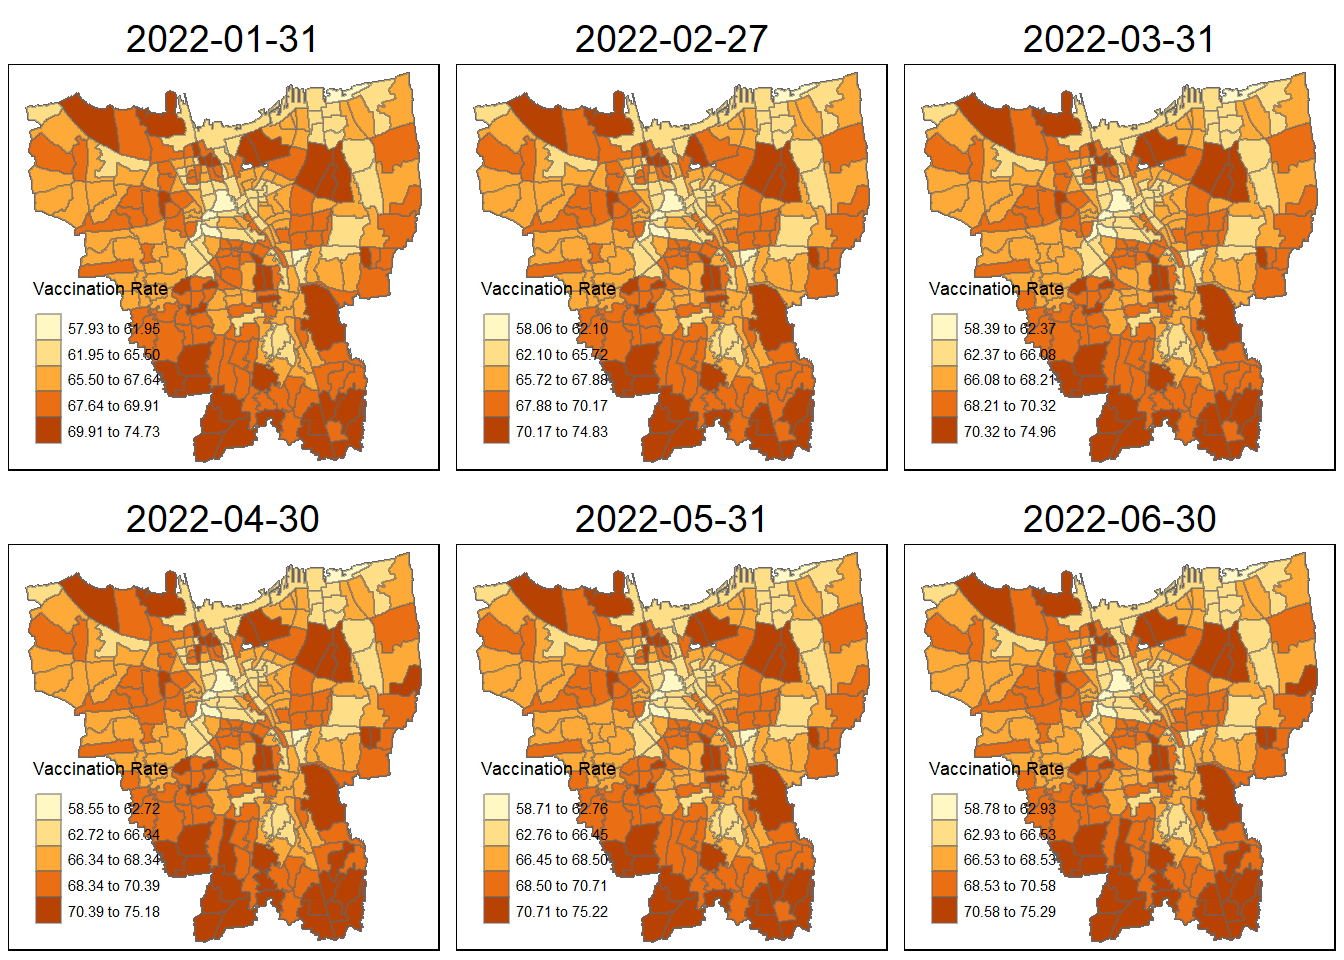 2022-01-31
Vaccination Rate
57.93 to 61.95
61.95 to 65.50
65.50 to 67.64
67.64 to 69.91
69.91 to 74.73
2022-02-27
Vaccination Rate
58.06 to 62.10
62.10 to 65.72
65.72 to 67.88
67.88 to 70.17
70.17 to 74.83
2022-03-31
Vaccination Rate
58.39 to 62.37
62.37 to 66.08
66.08 to 68.21
68.21 to 70.32
70.32 to 74.96
2022-04-30
Vaccination Rate
58.55 to 62.72
62.72 to 66.34
66.34 to 68.34
68.34 to 70.39
70.39 to 75.18
2022-05-31
Vaccination Rate
58.71 to 62.76
62.76 to 66.45
66.45 to 68.50
68.50 to 70.71
70.71 to 75.22
2022-06-30
Vaccination Rate
58.78 to 62.93
62.93 to 66.53
66.53 to 68.53
68.53 to 70.58
70.58 to 75.29